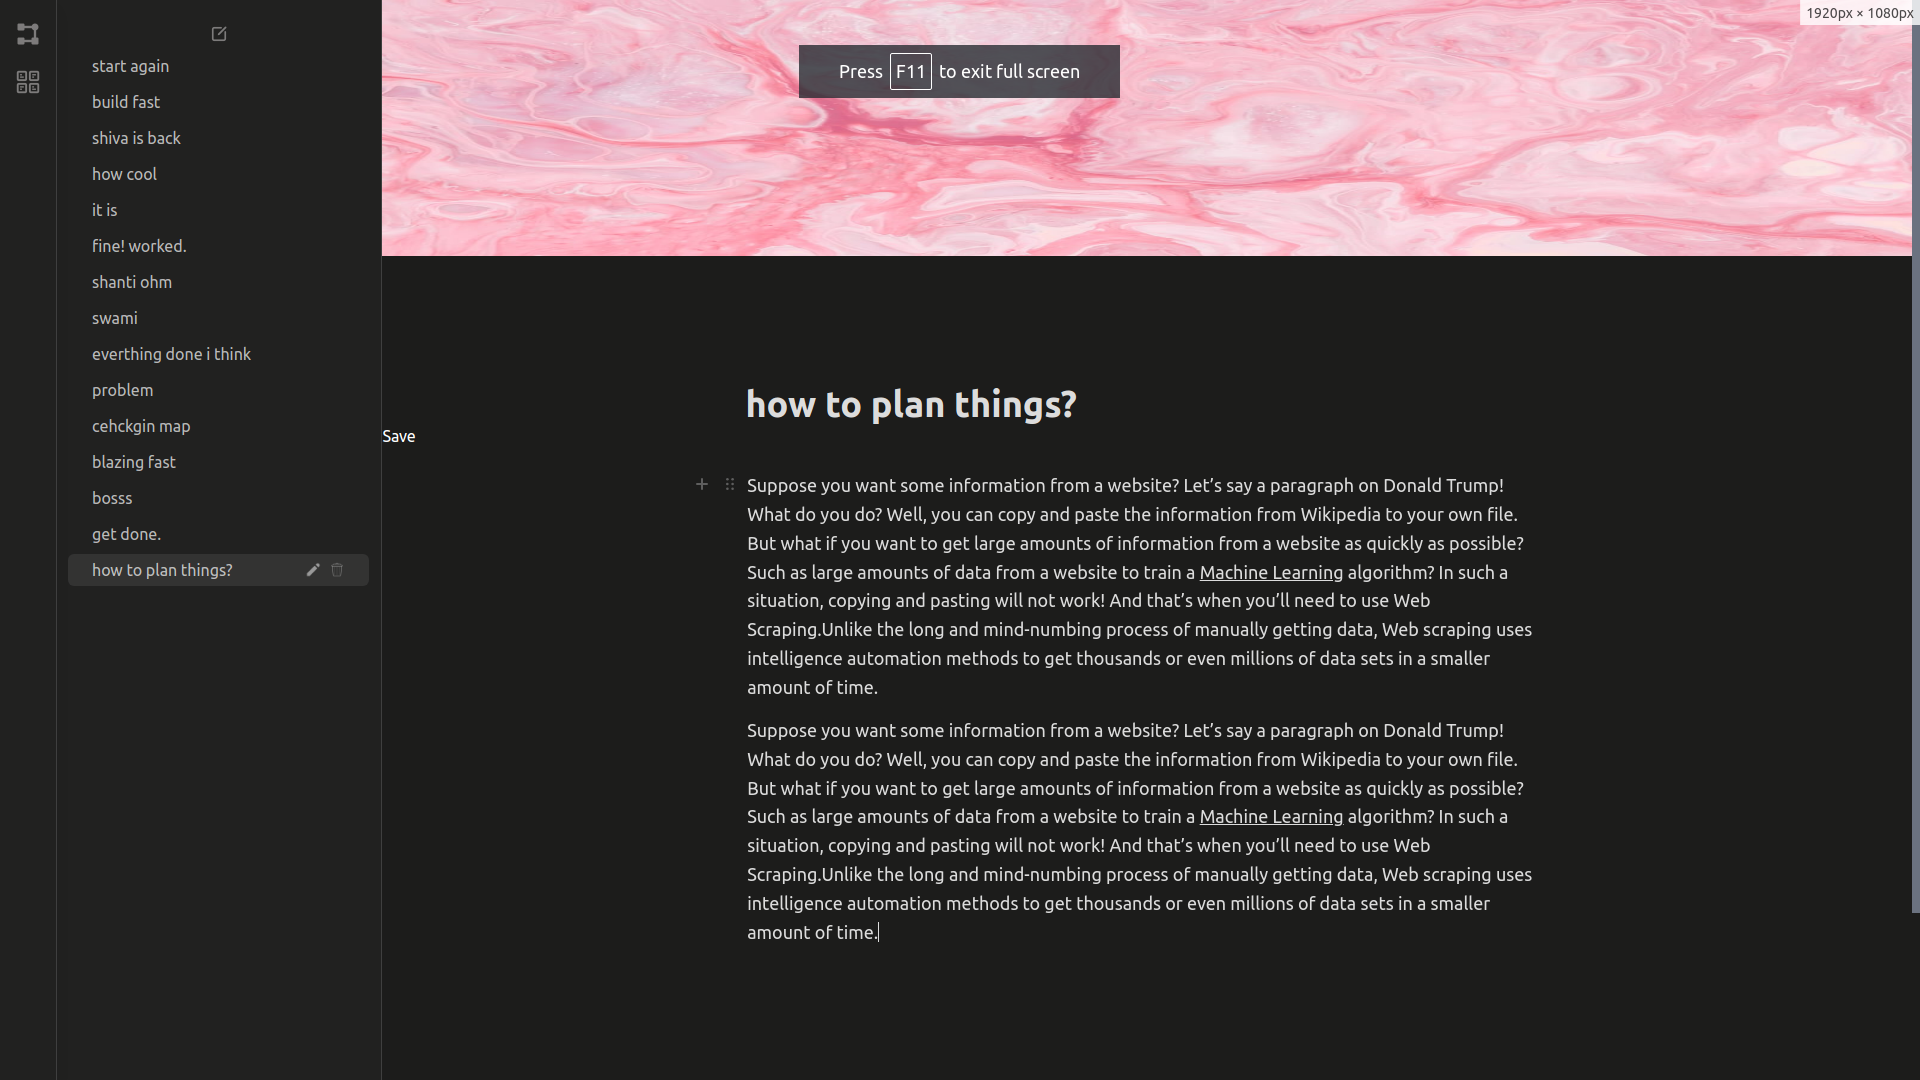 1920px × 1080px
Press F11 to exit full screen
start again
build fast
shiva is back
how cool
it is
fine! worked.
shanti ohm
swami
everthing done i think
problem
cehckgin map
blazing fast
bosss
get done.
how to plan things?
how to plan things?
Save
Suppose you want some information from a website? Let’s say a paragraph on Donald Trump!
What do you do? Well, you can copy and paste the information from Wikipedia to your own file.
But what if you want to get large amounts of information from a website as quickly as possible?
Such as large amounts of data from a website to train a Machine Learning algorithm? In such a
situation, copying and pasting will not work! And that’s when you’ll need to use Web
Scraping.Unlike the long and mind-numbing process of manually getting data, Web scraping uses
intelligence automation methods to get thousands or even millions of data sets in a smaller
amount of time.
Suppose you want some information from a website? Let’s say a paragraph on Donald Trump!
What do you do? Well, you can copy and paste the information from Wikipedia to your own file.
But what if you want to get large amounts of information from a website as quickly as possible?
Such as large amounts of data from a website to train a Machine Learning algorithm? In such a
situation, copying and pasting will not work! And that’s when you’ll need to use Web
Scraping.Unlike the long and mind-numbing process of manually getting data, Web scraping uses
intelligence automation methods to get thousands or even millions of data sets in a smaller
amount of time.